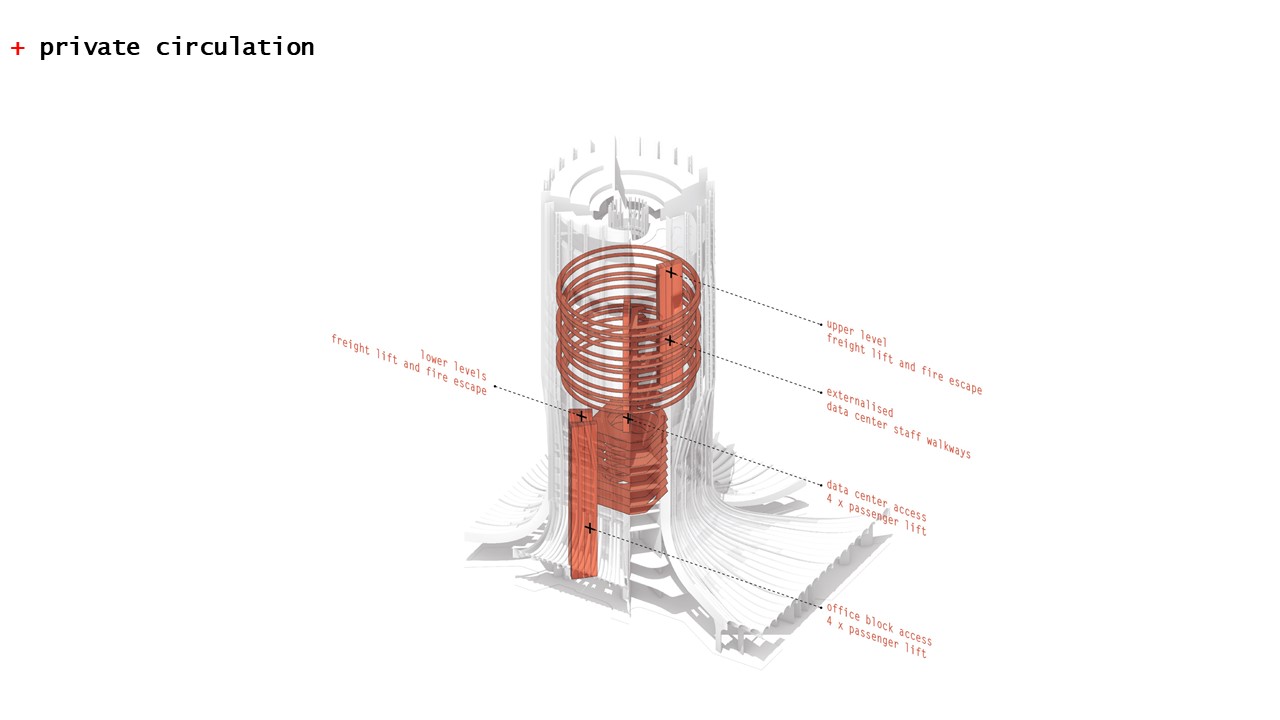 + private circulation
upper level
freight lift and fire escape
lower levels
freight lift and fire escape
externalised
data center staff walkways
data center access
4 x passenger lift
office block access
4 x passenger lift